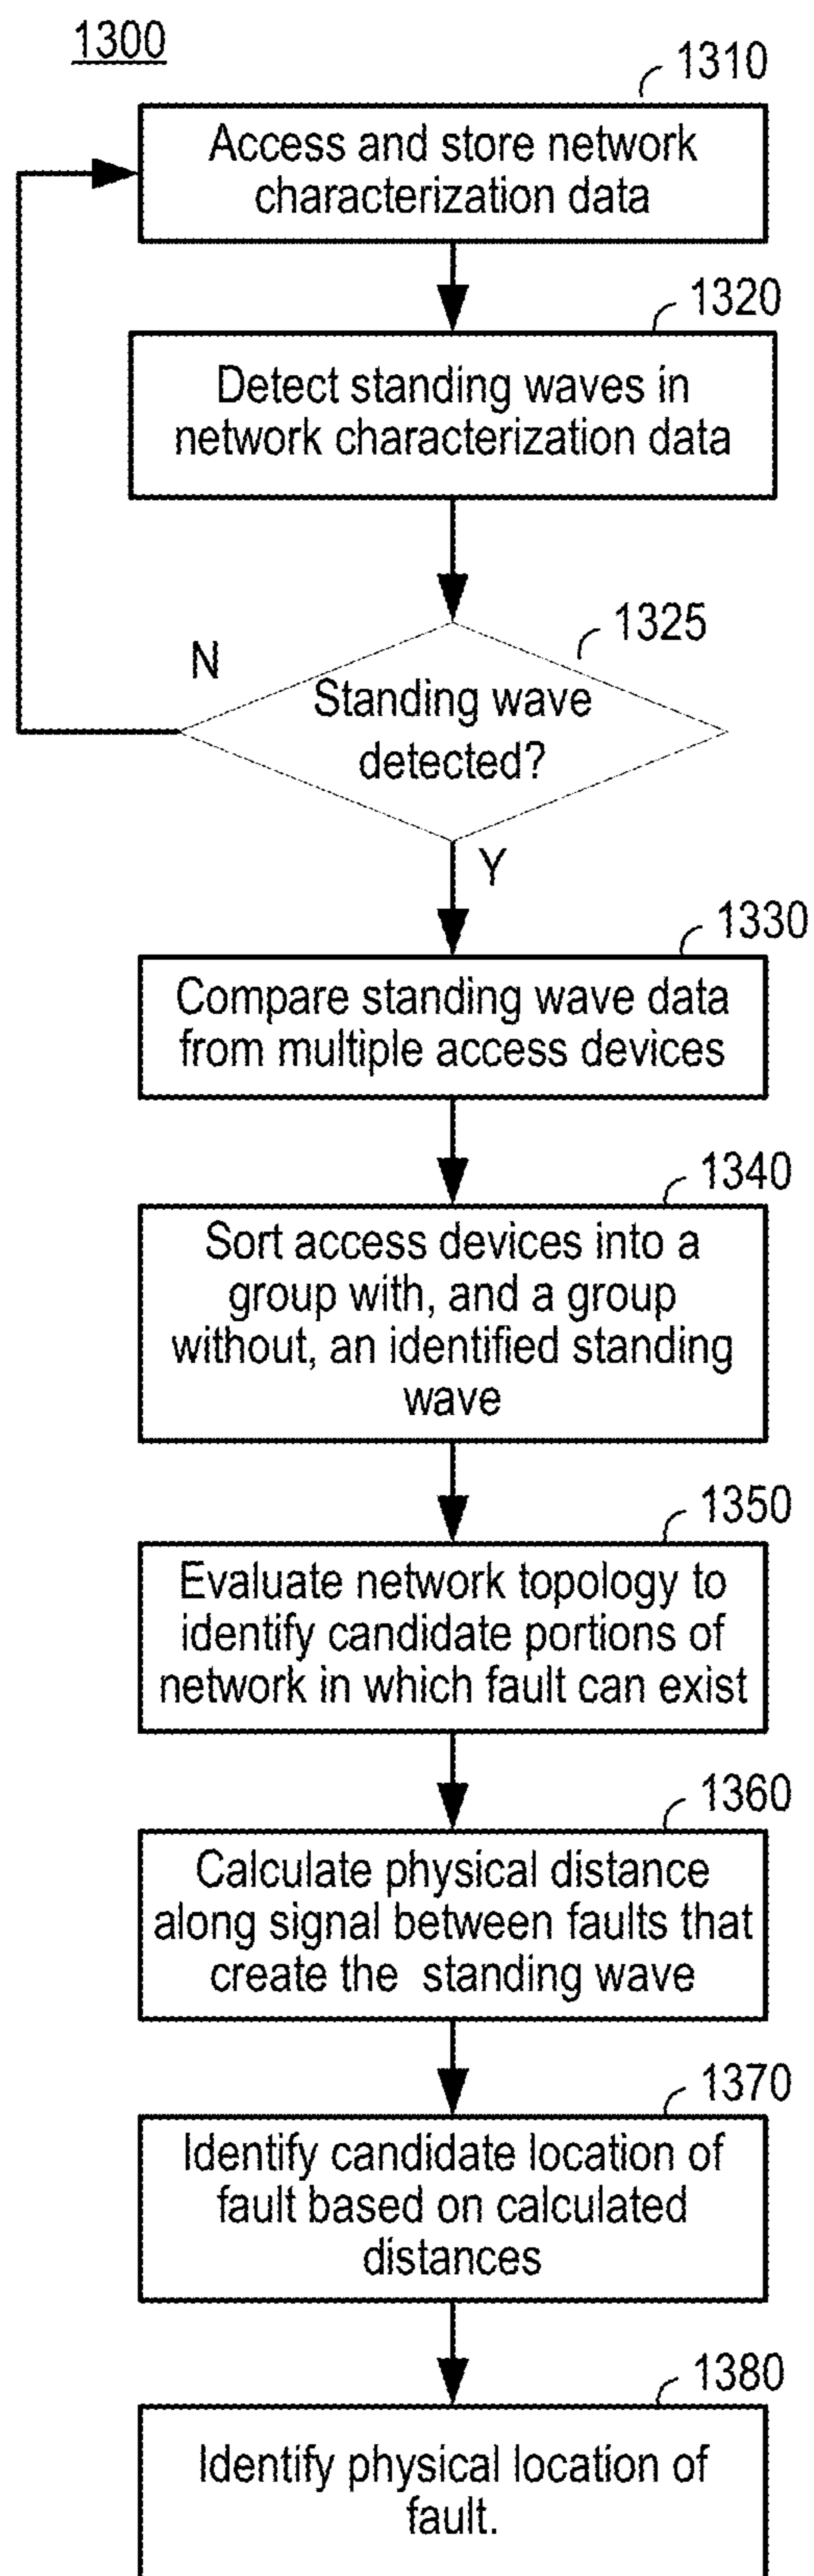 1300
1310
Access and store network
characterization data
1320
Detect standing waves in
network characterization data
1325
N
Standing wave
detected?
Y
1330
Compare standing wave data
from multiple access devices
1340
Sort access devices into a
group with, and a group
without, an identified standing
wave
1350
Evaluate network topology to
identify candidate portions of
network in which fault can exist
1360
Calculate physical distance
along signal between faults that
create the standing wave
1370
Identify candidate location of
fault based on calculated
distances
1380
Identify physical location of
fault.